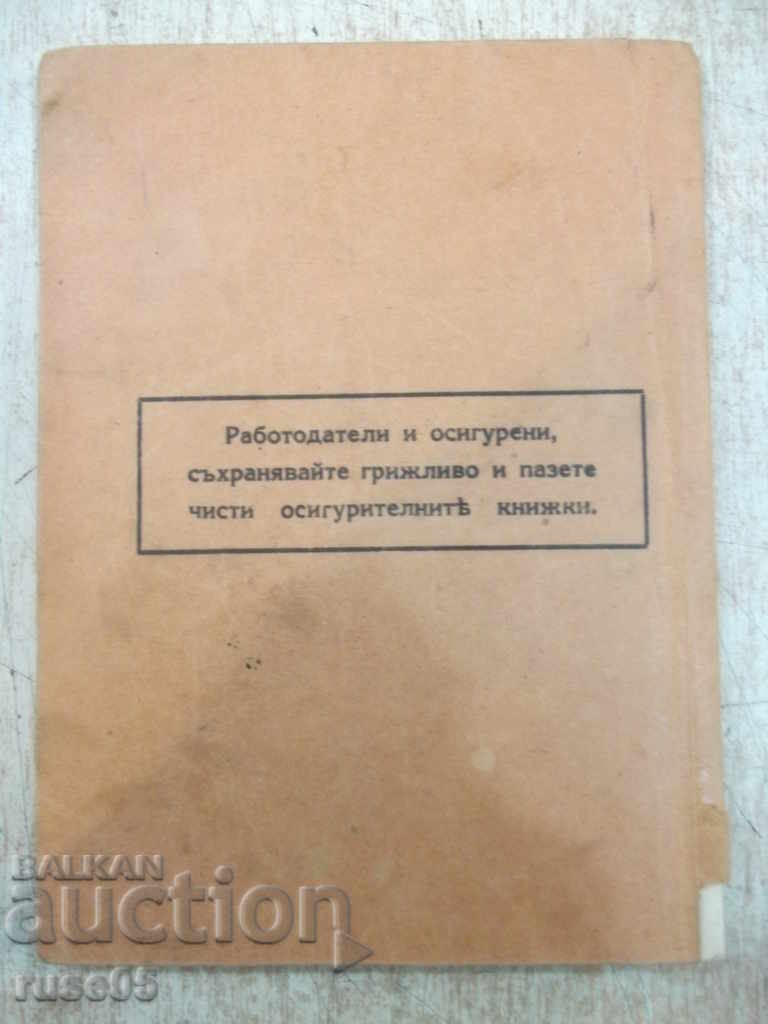 Работодатели и осигурени,
съхранявайте грижливо и пазете
чисти осигурителнитѣ книжки.
BALKAN
auction
ruse05